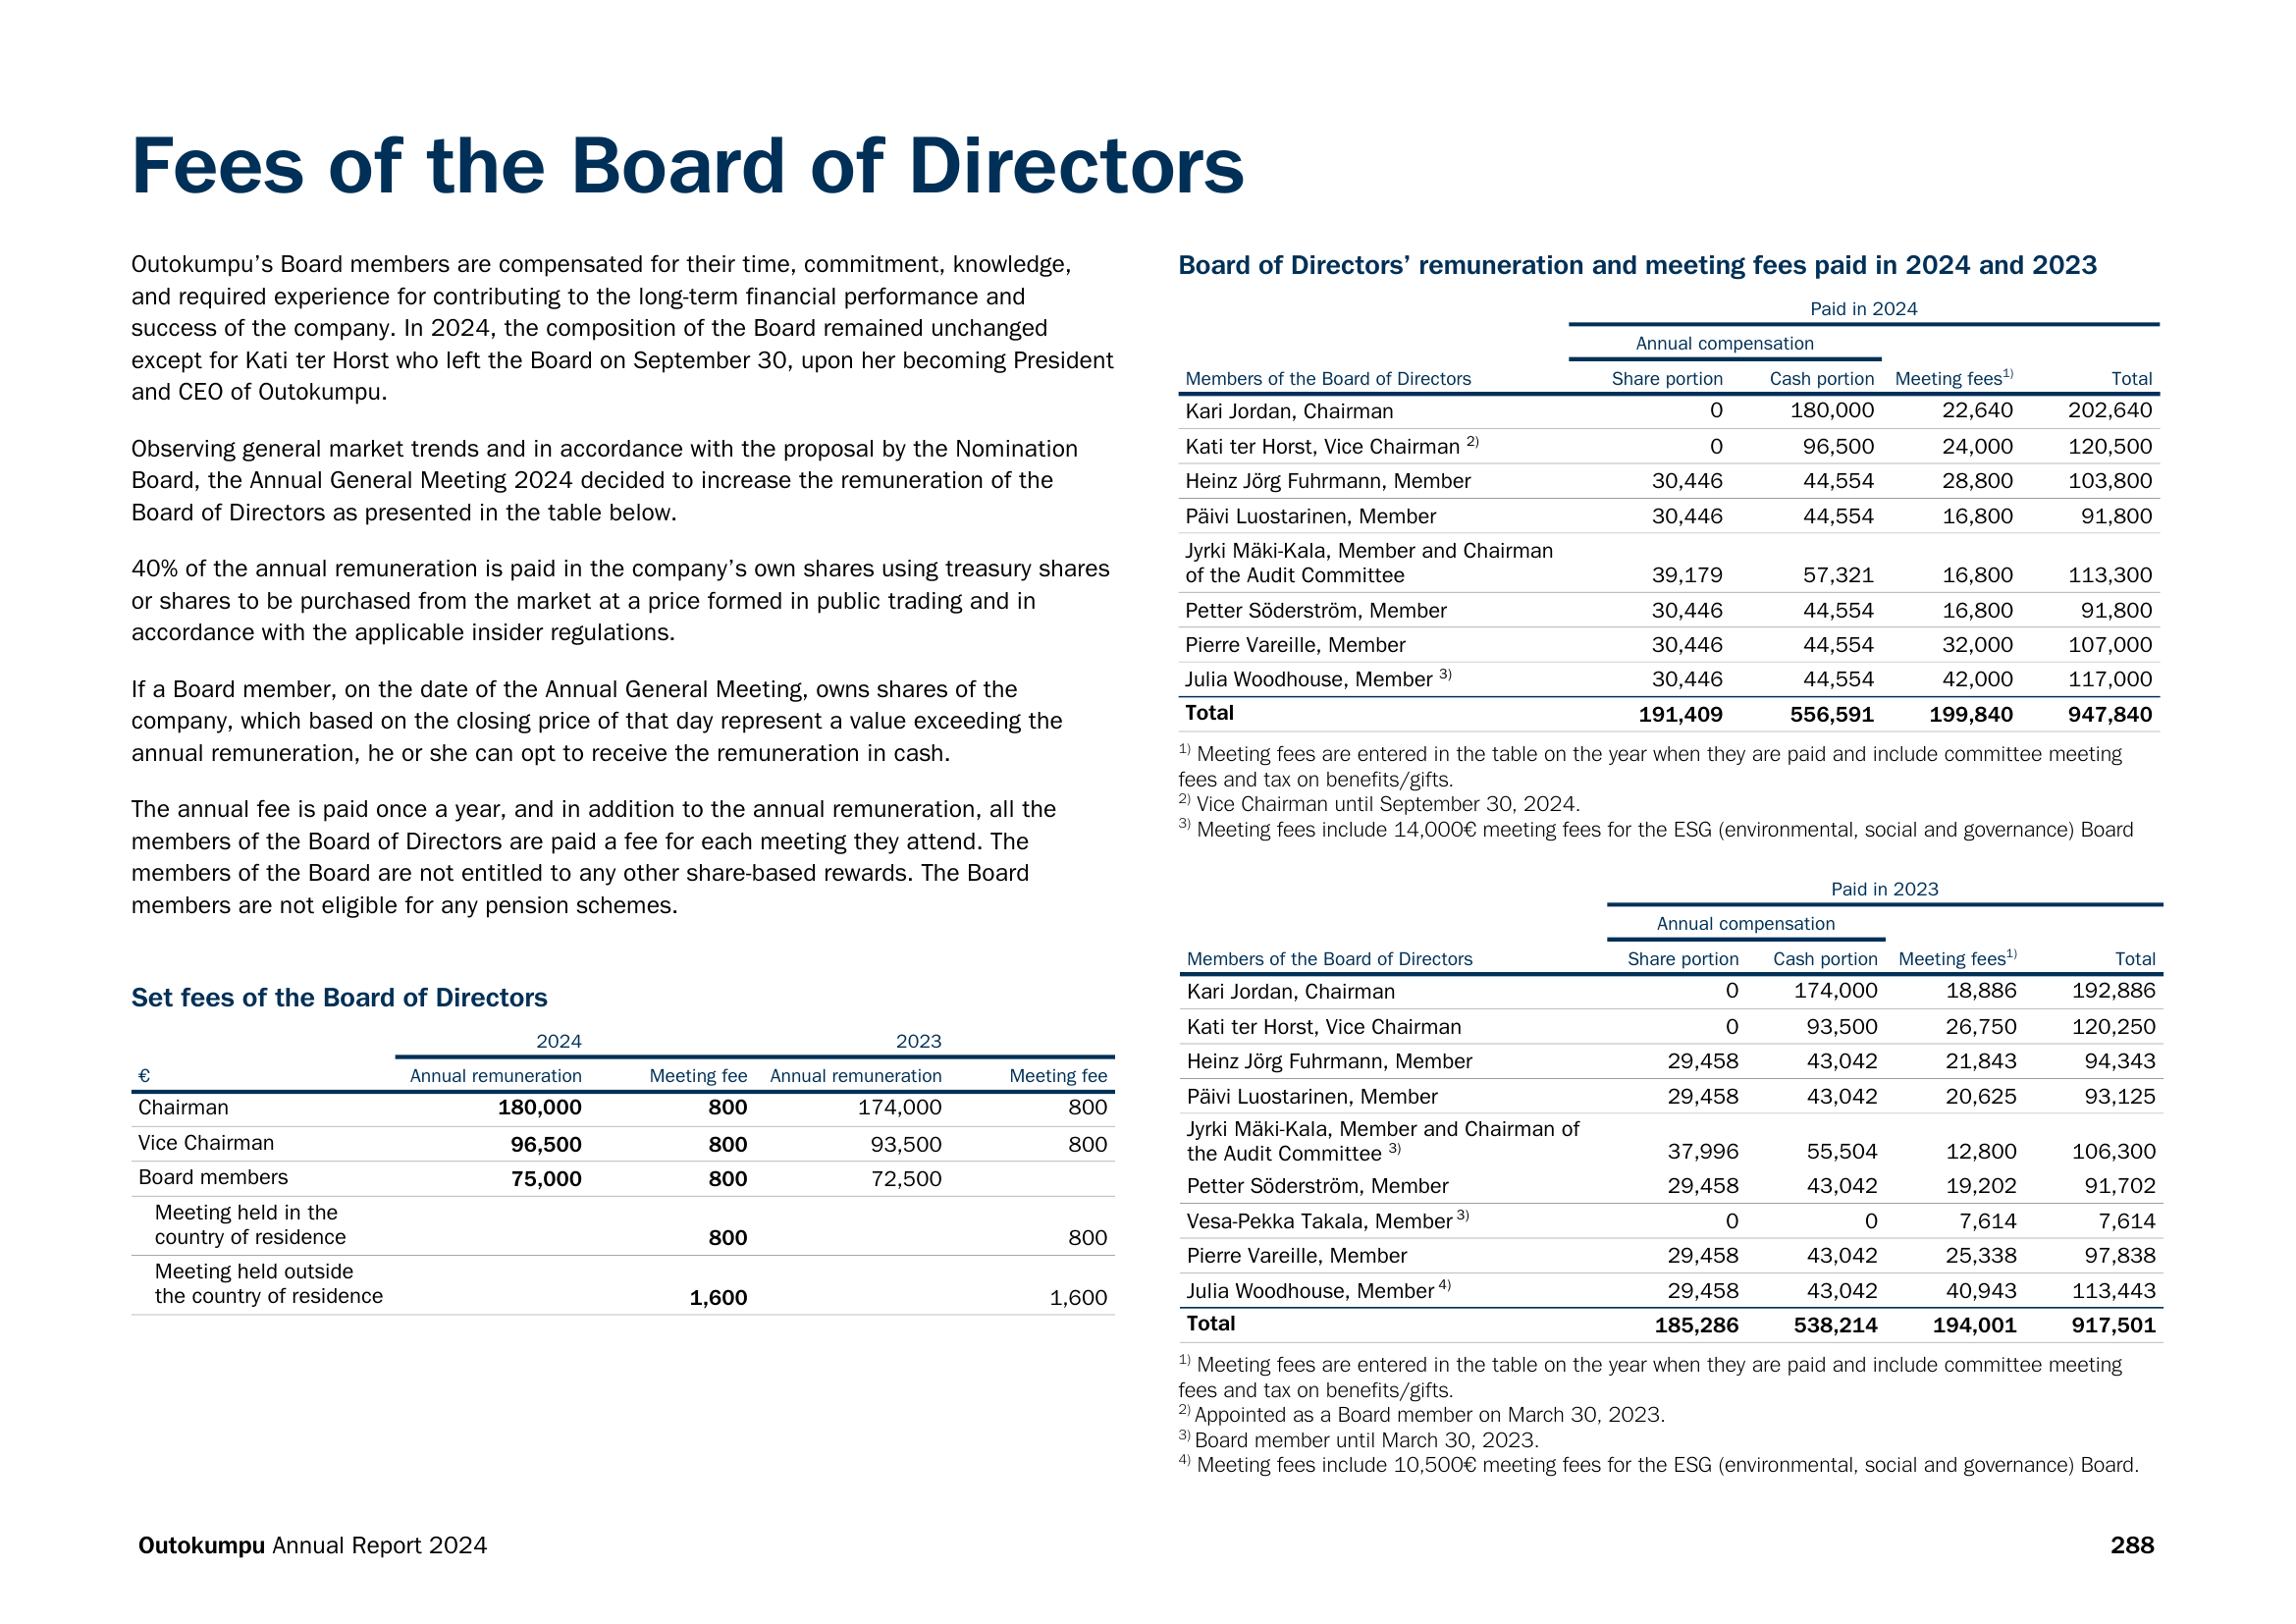 Fees of the Board of Directors
Outokumpu’s Board members are compensated for their time, commitment, knowledge,
and required experience for contributing to the long-term financial performance and
success of the company. In 2024, the composition of the Board remained unchanged
except for Kati ter Horst who left the Board on September 30, upon her becoming President
and CEO of Outokumpu.
Observing general market trends and in accordance with the proposal by the Nomination
Board, the Annual General Meeting 2024 decided to increase the remuneration of the
Board of Directors as presented in the table below.
40% of the annual remuneration is paid in the company’s own shares using treasury shares
or shares to be purchased from the market at a price formed in public trading and in
accordance with the applicable insider regulations.
If a Board member, on the date of the Annual General Meeting, owns shares of the
company, which based on the closing price of that day represent a value exceeding the
annual remuneration, he or she can opt to receive the remuneration in cash.
The annual fee is paid once a year, and in addition to the annual remuneration, all the
members of the Board of Directors are paid a fee for each meeting they attend. The
members of the Board are not entitled to any other share-based rewards. The Board
members are not eligible for any pension schemes.
Set fees of the Board of Directors
2024 2023
€ Annual remuneration Meeting fee Annual remuneration Meeting fee
Chairman 180,000 800 174,000 800
Vice Chairman 96,500 800 93,500 800
Board members 75,000 800 72,500
Meeting held in the
country of residence 800 800
Meeting held outside
the country of residence 1,600 1,600
Board of Directors’ remuneration and meeting fees paid in 2024 and 2023
Paid in 2024
Annual compensation
Members of the Board of Directors Share portion Cash portion Meeting fees1) Total
Kari Jordan, Chairman 0 180,000 22,640 202,640
Kati ter Horst, Vice Chairman 2) 0 96,500 24,000 120,500
Heinz Jörg Fuhrmann, Member 30,446 44,554 28,800 103,800
Päivi Luostarinen, Member 30,446 44,554 16,800 91,800
Jyrki Mäki-Kala, Member and Chairman
of the Audit Committee 39,179 57,321 16,800 113,300
Petter Söderström, Member 30,446 44,554 16,800 91,800
Pierre Vareille, Member 30,446 44,554 32,000 107,000
Julia Woodhouse, Member 3) 30,446 44,554 42,000 117,000
Total 191,409 556,591 199,840 947,840
1) Meeting fees are entered in the table on the year when they are paid and include committee meeting
fees and tax on benefits/gifts.
2) Vice Chairman until September 30, 2024.
3) Meeting fees include 14,000€ meeting fees for the ESG (environmental, social and governance) Board
Paid in 2023
Annual compensation
Members of the Board of Directors Share portion Cash portion Meeting fees1) Total
Kari Jordan, Chairman 0 174,000 18,886 192,886
Kati ter Horst, Vice Chairman 0 93,500 26,750 120,250
Heinz Jörg Fuhrmann, Member 29,458 43,042 21,843 94,343
Päivi Luostarinen, Member 29,458 43,042 20,625 93,125
Jyrki Mäki-Kala, Member and Chairman of
the Audit Committee 3) 37,996 55,504 12,800 106,300
Petter Söderström, Member 29,458 43,042 19,202 91,702
Vesa-Pekka Takala, Member 3) 0 0 7,614 7,614
Pierre Vareille, Member 29,458 43,042 25,338 97,838
Julia Woodhouse, Member 4) 29,458 43,042 40,943 113,443
Total 185,286 538,214 194,001 917,501
1) Meeting fees are entered in the table on the year when they are paid and include committee meeting
fees and tax on benefits/gifts.
2) Appointed as a Board member on March 30, 2023.
3) Board member until March 30, 2023.
4) Meeting fees include 10,500€ meeting fees for the ESG (environmental, social and governance) Board.
Outokumpu Annual Report 2024 288